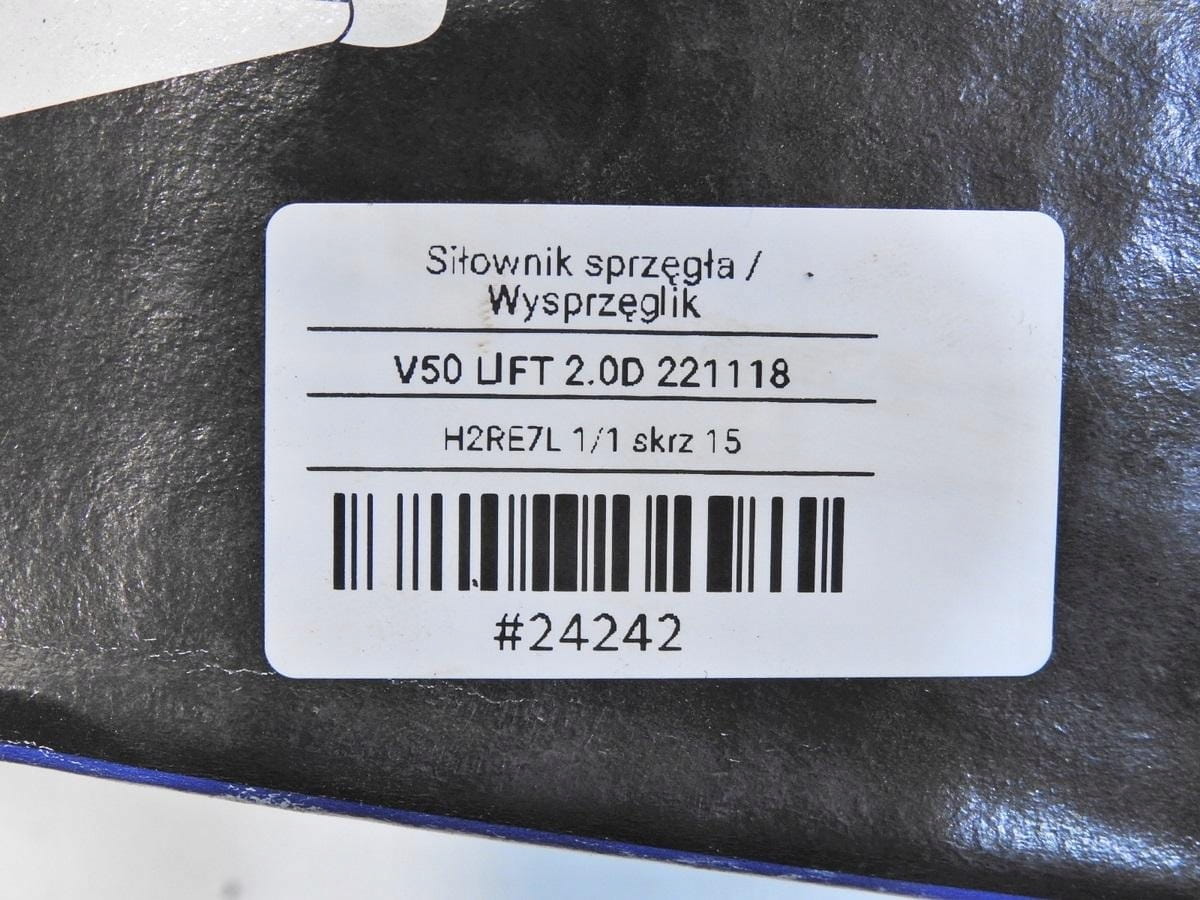 Siłownik sprzęgła /
Wysprzęglik
V50 LIFT 2.0D 221118
H2RE7L 1/1 skrz 15
#24242